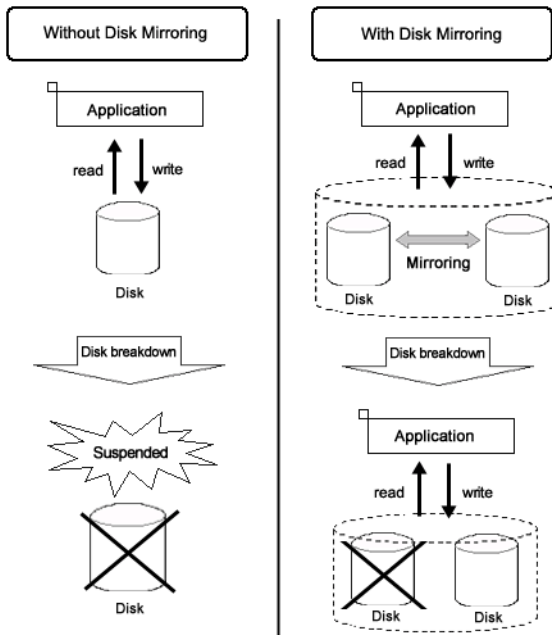 Without Disk Mirroring
Application
read
write
Disk
Disk breakdown
Suspended
Disk
With Disk Mirroring
Application
read
write
Mirroring
Disk
Disk
Disk breakdown
Application
read
write
Disk
Disk